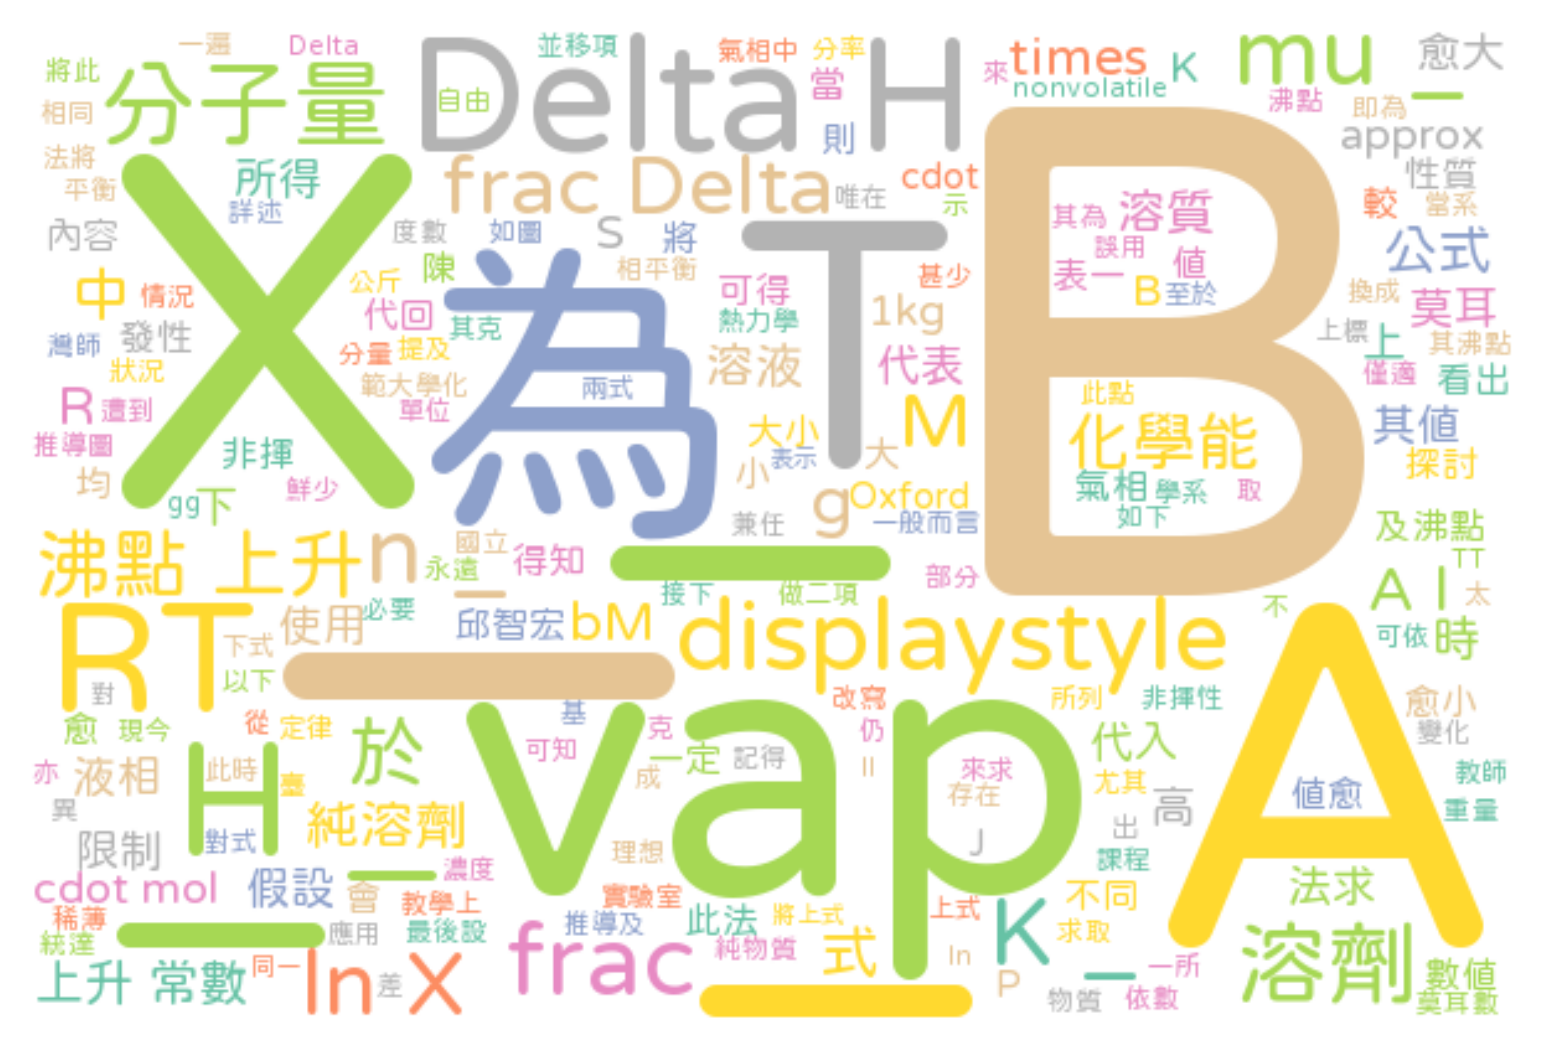 一遍 Delta 並移項 氣相中 分率 來 times K mu 愈大
將此 分子量 Delta H 自由 當 nonvolatile 沸點 即為
相同 則 approx
法將 所得 frac Delta 唯在 cdot 示 B 性質
平衡 詳述 其為 溶質 較 當系
內容 度數 如圖 S 將 T 誤用 公式
X 陳 相平衡 表一 值
中 情況 公斤 為 可得 甚少 B 至於 換成 莫耳
代回 其克 1kg
灣師 發性 熱力學 上標 上 其沸點
狀況 分量 提及 溶液 代表 僅適 看出
R 遭到 範大學化 兩式 此點
單位 大小 M 化學能 其值
推導圖 非揮 表示 大 探討
均 鮮少 小 氣相 學系 取
gg 下 g Oxford 如下
兼任 一般而言 及沸點
沸點 上升 n 國立 得知 TT
永遠 _ 部分 A I 太
接下 做二項 不
RT 使用 必要 邱智宏 bM displaystyle 可依 時
下式
以下 _ A
對 改寫 所列 非揮性 愈小
愈 現今 從 定律 基 克 vap 仍 變化
於 可知 一定 記得 代入
亦 液相 H 此時 臺 成 II 來求 尤其 教師
異 純溶劑 存在 高 值愈 重量
限制 對式 理想 J 出
濃度 課程
cdot mol 假設 _ 會 教學上 實驗室 不同 法求
稀薄 推導及 此法 將上式 上式 K 求取
統達 _ 應用 最後設 frac 純物質 式 In 溶劑
上升 常數 同一 ln 差 X _ P _ 一所 數值
物質 依數 莫耳數